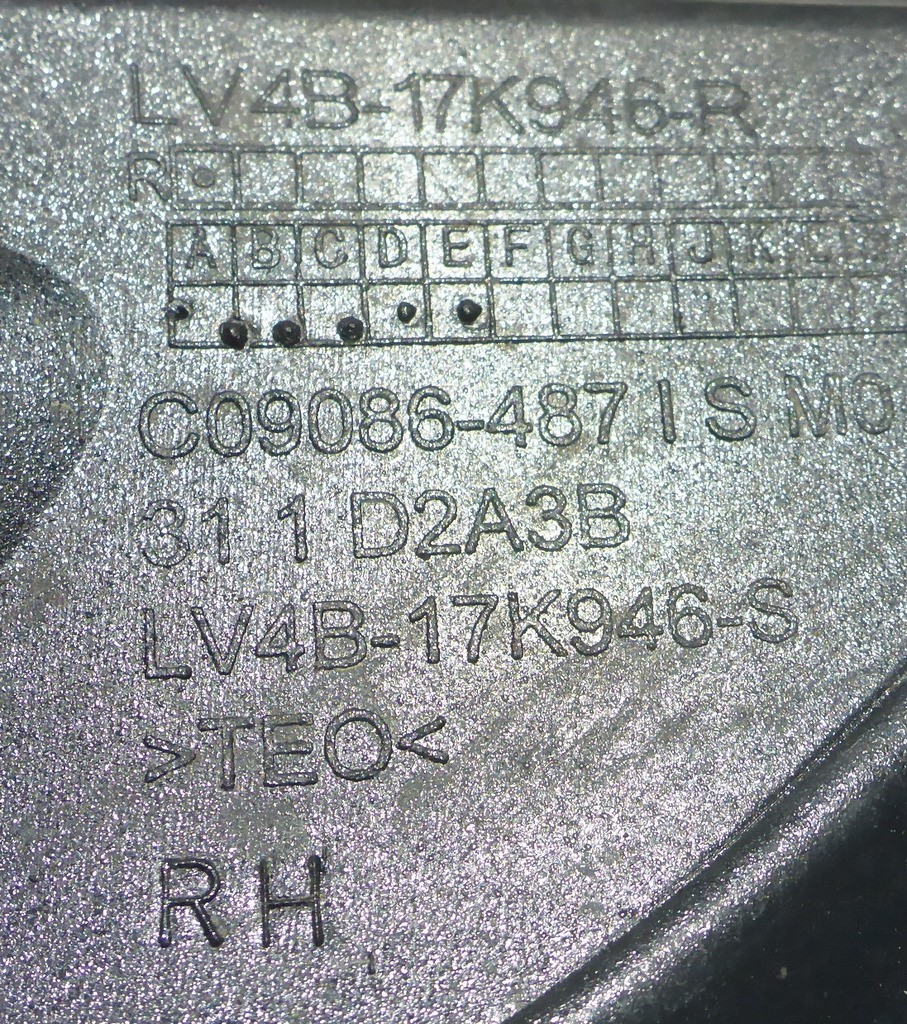 LV4B-17K946-R
R
A B C D E F G H J K L
C09086-487 I S M0
31 1 D2A3B
LV4B-17K946-S
>TEO<
RH